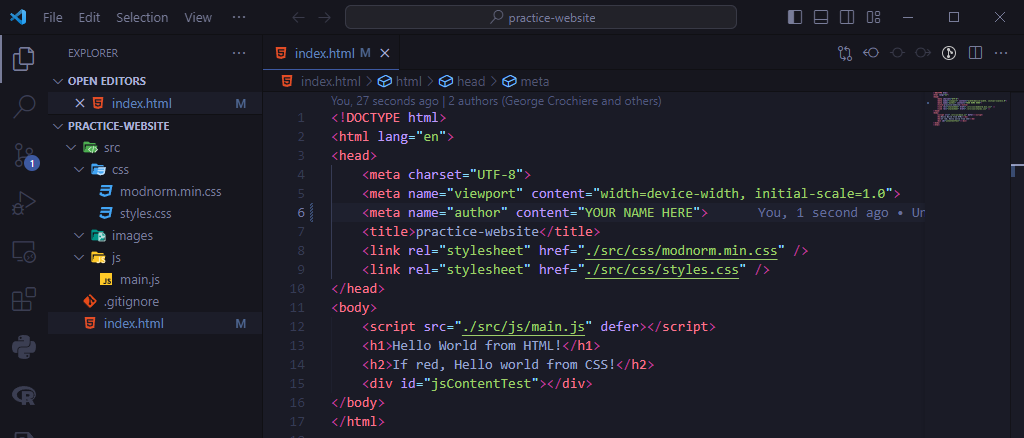 File Edit Selection View ···
practice-website
EXPLORER ···
OPEN EDITORS
index.html M
PRACTICE-WEBSITE
src
css
modnorm.min.css
styles.css
images
js
JS main.js
.gitignore
index.html M
1
index.html M
index.html > html > head > meta
You, 27 seconds ago | 2 authors (George Crochiere and others)
1 <!DOCTYPE html>
2 <html lang="en">
3 <head>
4 <meta charset="UTF-8">
5 <meta name="viewport" content="width=device-width, initial-scale=1.0">
6 <meta name="author" content="YOUR NAME HERE"> You, 1 second ago • Un
7 <title>practice-website</title>
8 <link rel="stylesheet" href="./src/css/modnorm.min.css" />
9 <link rel="stylesheet" href="./src/css/styles.css" />
10 </head>
11 <body>
12 <script src="./src/js/main.js" defer></script>
13 <h1>Hello World from HTML!</h1>
14 <h2>If red, Hello world from CSS!</h2>
15 <div id="jsContentTest"></div>
16 </body>
17 </html>